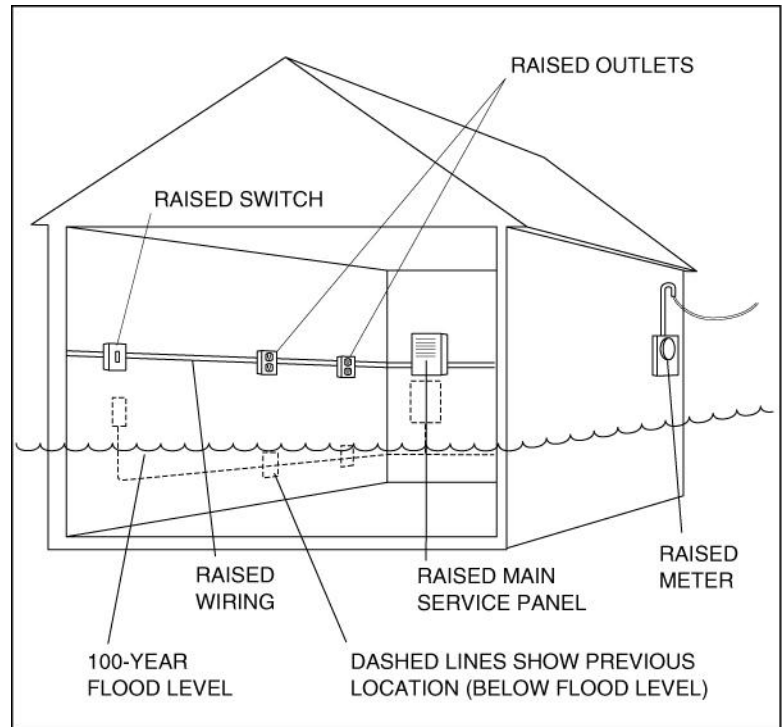 RAISED OUTLETS
RAISED SWITCH
RAISED
WIRING
RAISED MAIN
SERVICE PANEL
RAISED
METER
100-YEAR
FLOOD LEVEL
DASHED LINES SHOW PREVIOUS
LOCATION (BELOW FLOOD LEVEL)